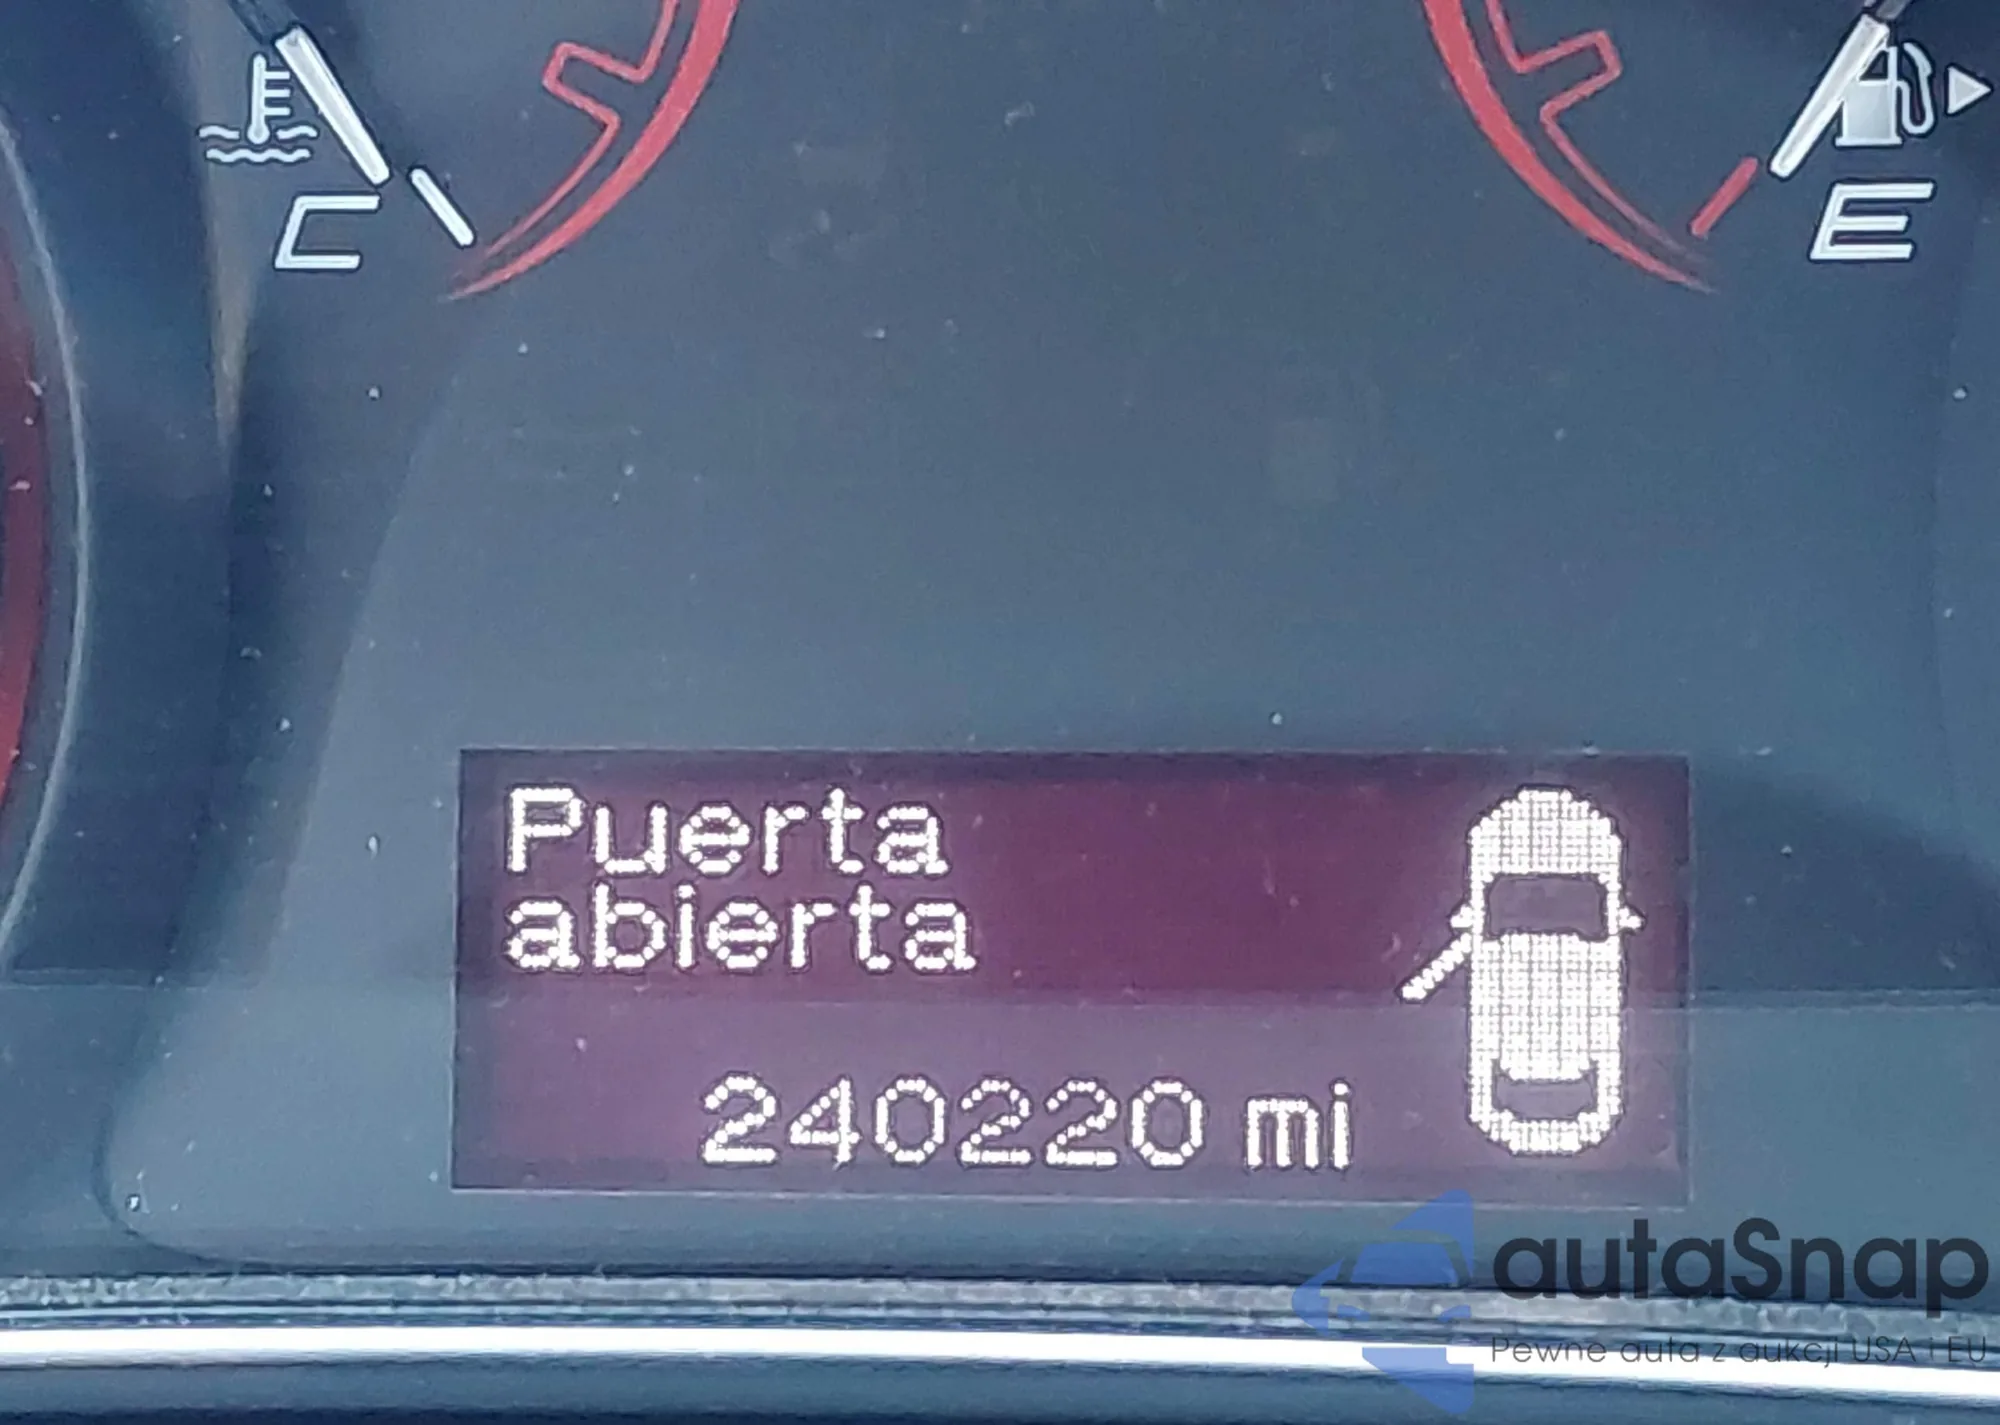 C
E
Puerta
abierta
240220 mi
autaSnap
Pewne auta z aukcji USA i EU